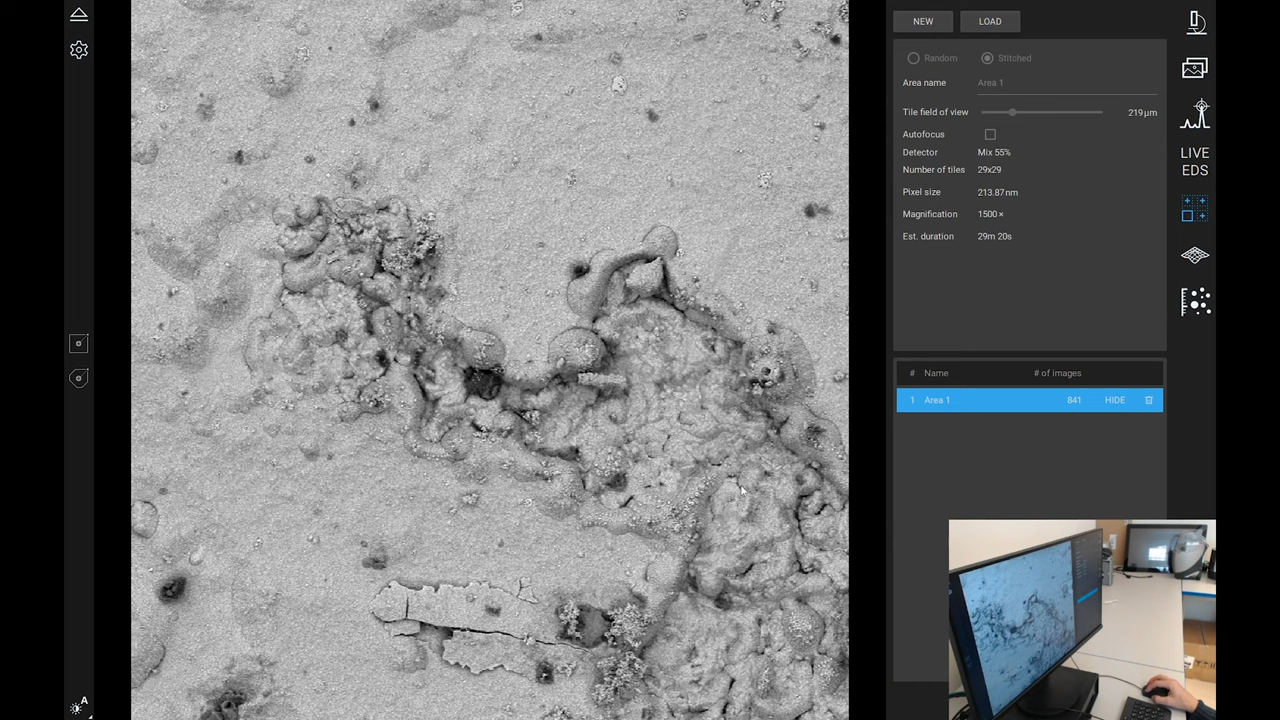 NEW LOAD
Random Stitched
Area name Area 1
Tile field of view 219 µm
Autofocus
Detector Mix 55%
Number of tiles 29x29
Pixel size 213.87 nm
Magnification 1500 ×
Est. duration 29m 20s
# Name # of images
1 Area 1 841 HIDE
LIVE
EDS
A